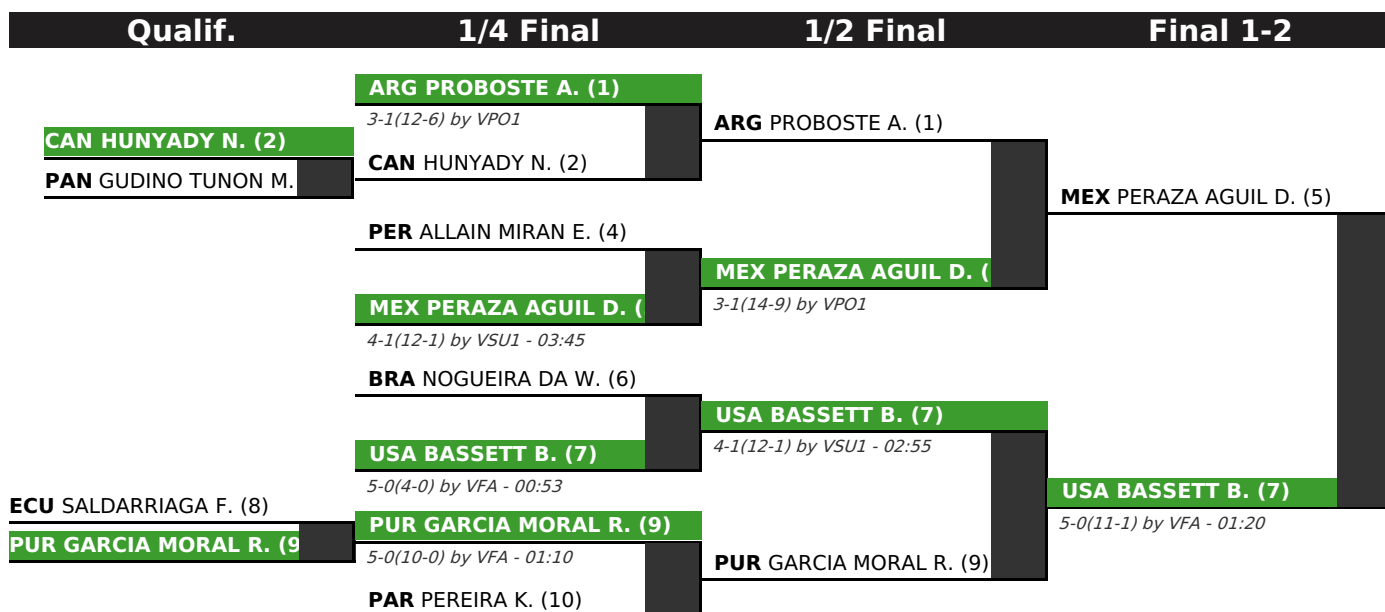 Qualif. 1/4 Final 1/2 Final Final 1-2
ARG PROBOSTE A. (1)
3-1(12-6) by VPO1
ARG PROBOSTE A. (1)
CAN HUNYADY N. (2)
CAN HUNYADY N. (2)
PAN GUDINO TUNON M.
MEX PERAZA AGUIL D. (5)
PER ALLAIN MIRAN E. (4)
MEX PERAZA AGUIL D. (
MEX PERAZA AGUIL D. (
3-1(14-9) by VPO1
4-1(12-1) by VSU1 - 03:45
BRA NOGUEIRA DA W. (6)
USA BASSETT B. (7)
4-1(12-1) by VSU1 - 02:55
USA BASSETT B. (7)
5-0(4-0) by VFA - 00:53
USA BASSETT B. (7)
ECU SALDARRIAGA F. (8)
PUR GARCIA MORAL R. (9)
5-0(11-1) by VFA - 01:20
PUR GARCIA MORAL R. (9
5-0(10-0) by VFA - 01:10
PUR GARCIA MORAL R. (9)
PAR PEREIRA K. (10)